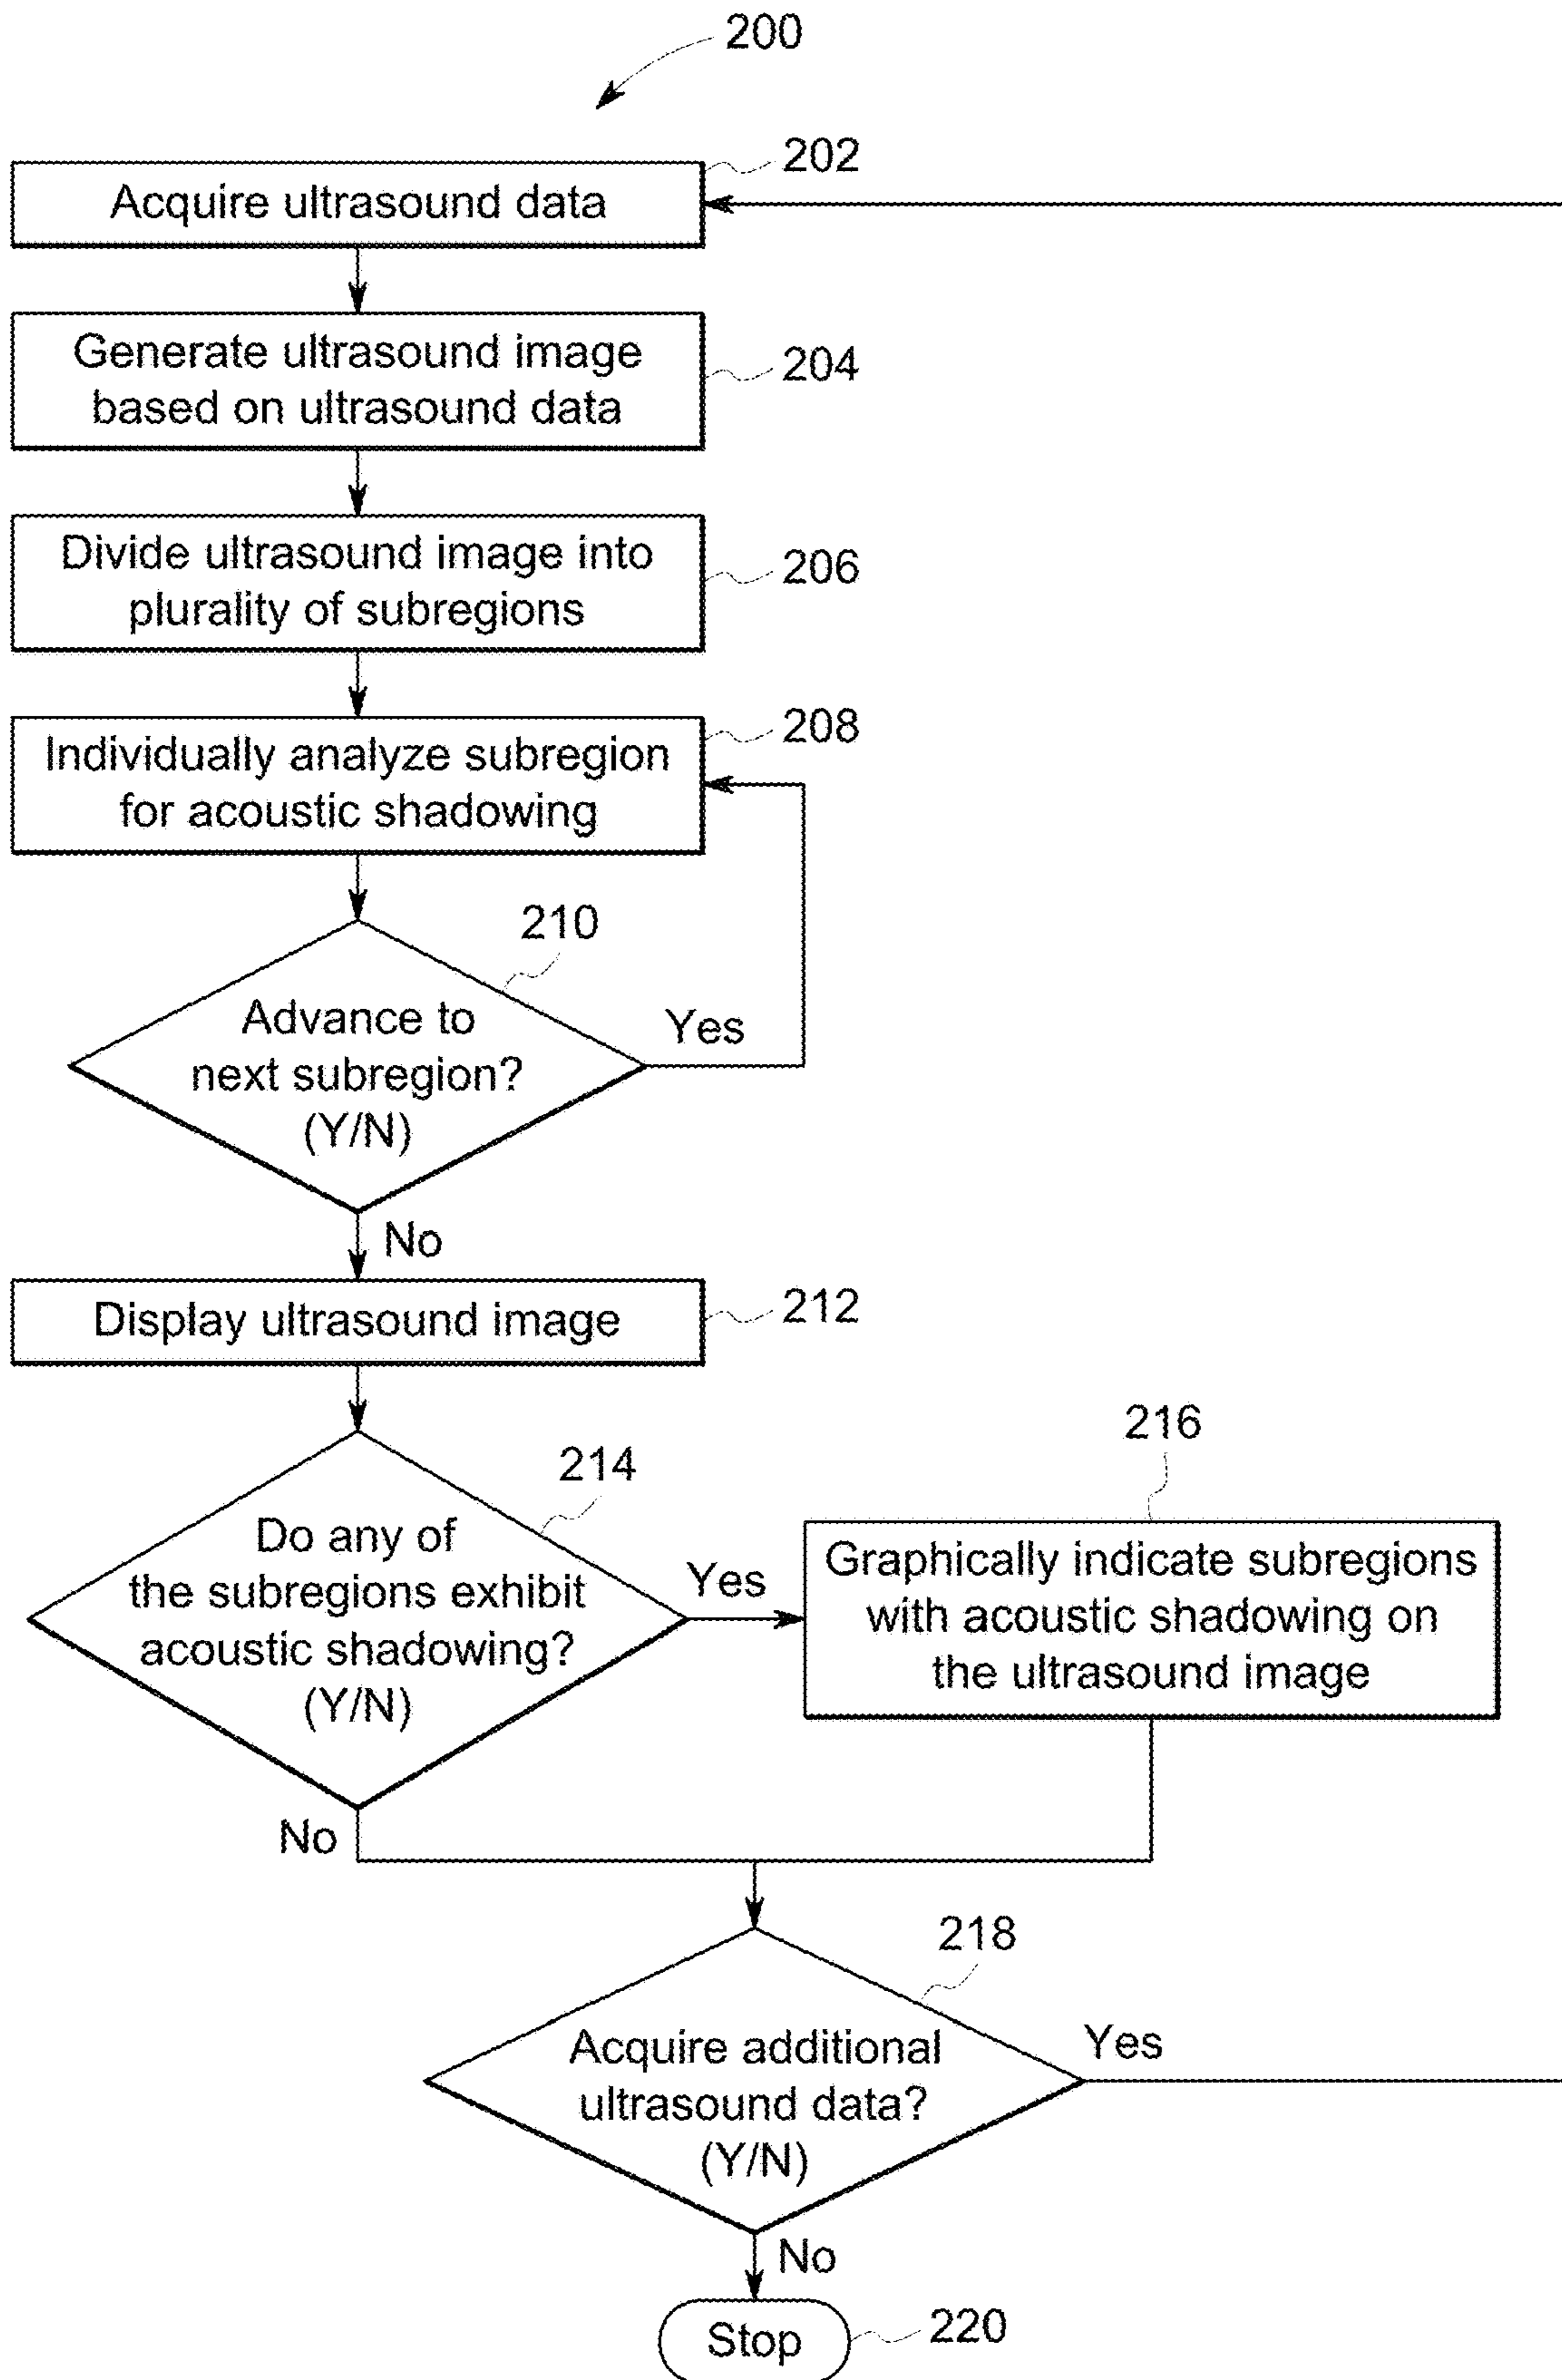 200
202
Acquire ultrasound data
Generate ultrasound image
based on ultrasound data
204
Divide ultrasound image into
plurality of subregions
206
Individually analyze subregion
for acoustic shadowing
208
210
Advance to
next subregion?
(Y/N)
Yes
No
Display ultrasound image
212
214
Do any of
the subregions exhibit
acoustic shadowing?
(Y/N)
Yes
216
Graphically indicate subregions
with acoustic shadowing on
the ultrasound image
No
218
Acquire additional
ultrasound data?
(Y/N)
Yes
No
Stop
220